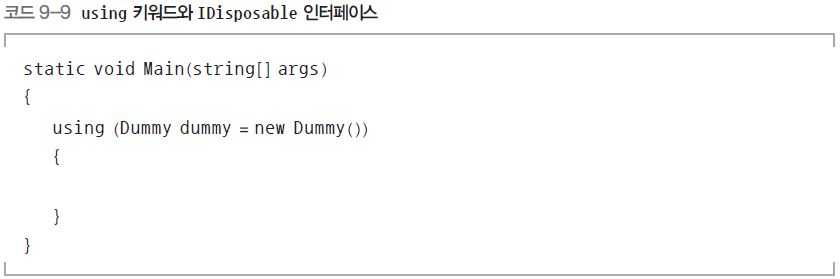 코드 9-9 using 키워드와 IDisposable 인터페이스
static void Main(string[] args)
{
using (Dummy dummy = new Dummy())
{
}
}